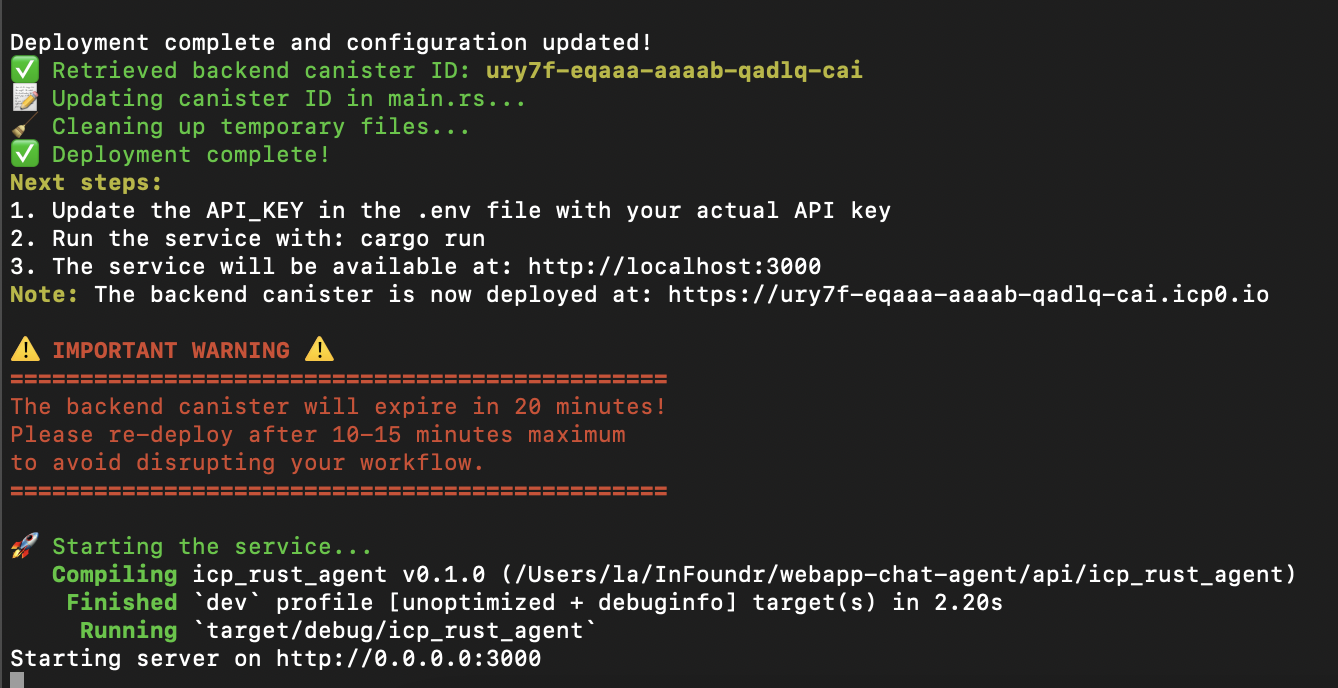 Deployment complete and configuration updated!
✅ Retrieved backend canister ID: ury7f-eqaaa-aaaab-qadlq-cai
📝 Updating canister ID in main.rs...
🧹 Cleaning up temporary files...
✅ Deployment complete!
Next steps:
1. Update the API_KEY in the .env file with your actual API key
2. Run the service with: cargo run
3. The service will be available at: http://localhost:3000
Note: The backend canister is now deployed at: https://ury7f-eqaaa-aaaab-qadlq-cai.icp0.io
⚠️ IMPORTANT WARNING ⚠️
===============================================
The backend canister will expire in 20 minutes!
Please re-deploy after 10-15 minutes maximum
to avoid disrupting your workflow.
===============================================
🚀 Starting the service...
Compiling icp_rust_agent v0.1.0 (/Users/la/InFoundr/webapp-chat-agent/api/icp_rust_agent)
Finished `dev` profile [unoptimized + debuginfo] target(s) in 2.20s
Running `target/debug/icp_rust_agent`
Starting server on http://0.0.0.0:3000